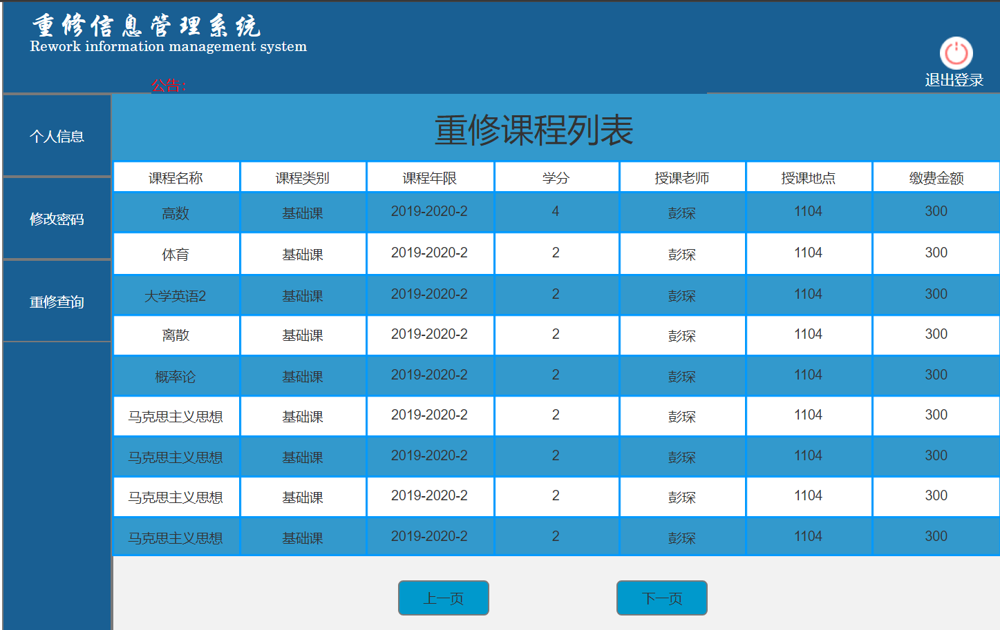 重修信息管理系统
Rework information management system
退出登录
公告：
个人信息
修改密码
重修查询
重修课程列表
课程名称 课程类别 课程年限 学分 授课老师 授课地点 缴费金额
高数 基础课 2019-2020-2 4 彭琛 1104 300
体育 基础课 2019-2020-2 2 彭琛 1104 300
大学英语2 基础课 2019-2020-2 2 彭琛 1104 300
离散 基础课 2019-2020-2 2 彭琛 1104 300
概率论 基础课 2019-2020-2 2 彭琛 1104 300
马克思主义思想 基础课 2019-2020-2 2 彭琛 1104 300
马克思主义思想 基础课 2019-2020-2 2 彭琛 1104 300
马克思主义思想 基础课 2019-2020-2 2 彭琛 1104 300
马克思主义思想 基础课 2019-2020-2 2 彭琛 1104 300
上一页 下一页